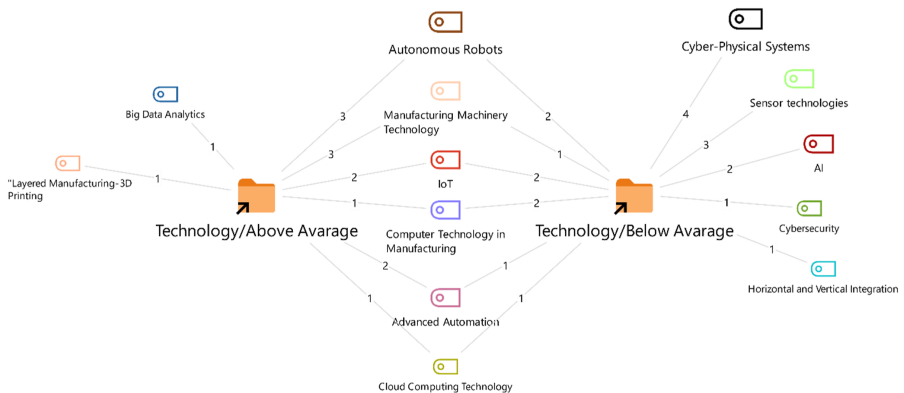 Autonomous Robots
Cyber-Physical Systems
Big Data Analytics
Manufacturing Machinery
Technology
Sensor technologies
3
2
4
1
3
1
3
2
AI
"Layered Manufacturing-3D
Printing
1
2
IoT
2
1
2
1
Cybersecurity
Technology/Above Avarage
Computer Technology in
Manufacturing
Technology/Below Avarage
1
2
1
Horizontal and Vertical Integration
1
1
Advanced Automation
Cloud Computing Technology